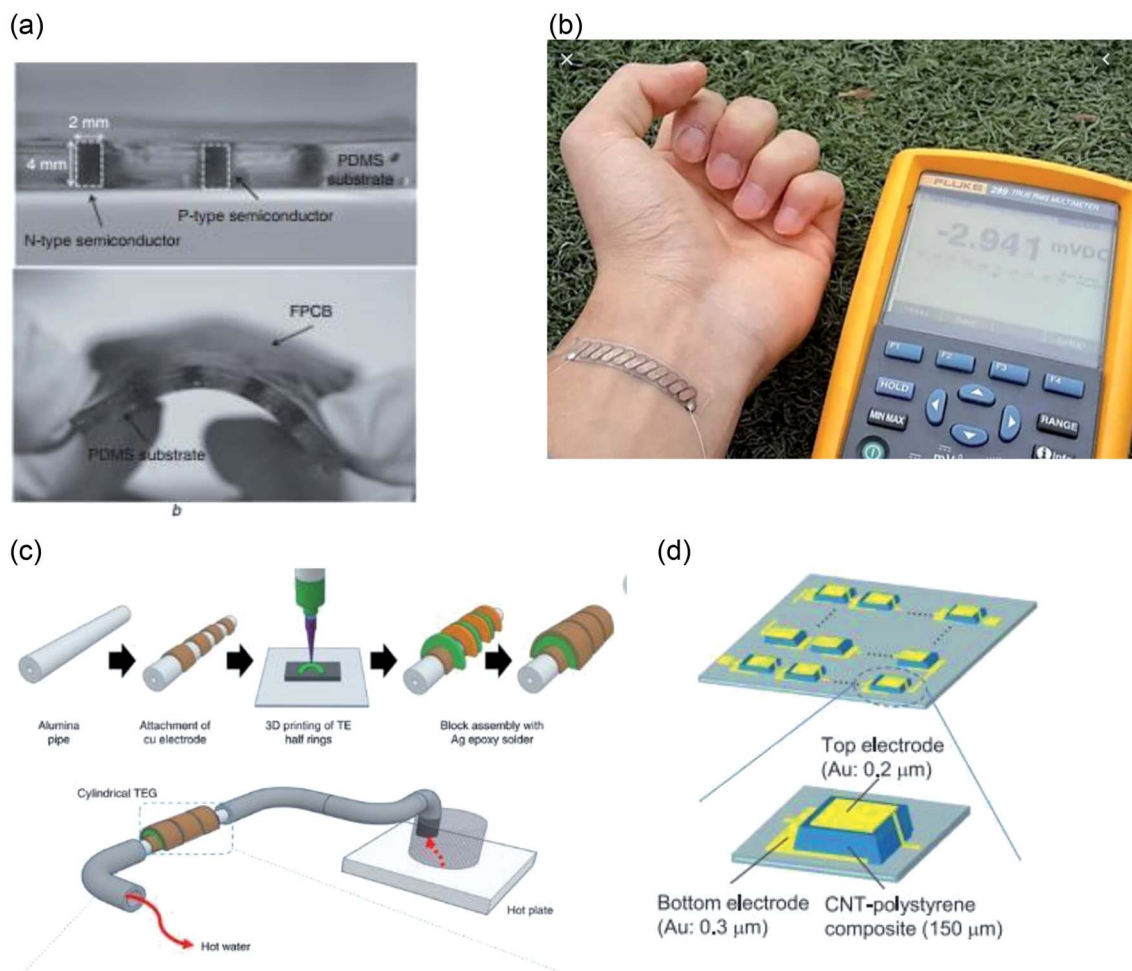 (a)
2 mm
4 mm
PDMS
substrate
P-type semiconductor
N-type semiconductor
FPCB
PDMS substrate
b
(b)
FLUKE
TRUE RMS MULTIMETER
-2.941 mVDC
F1
F2
F3
F4
HOLD
MIN MAX
RANGE
(c)
Alumina
pipe
Attachment of
cu electrode
3D printing of TE
half rings
Block assembly with
Ag epoxy solder
Cylindrical TEG
Hot plate
Hot water
(d)
Top electrode
(Au: 0.2 μm)
Bottom electrode
(Au: 0.3 μm)
CNT-polystyrene
composite (150 μm)